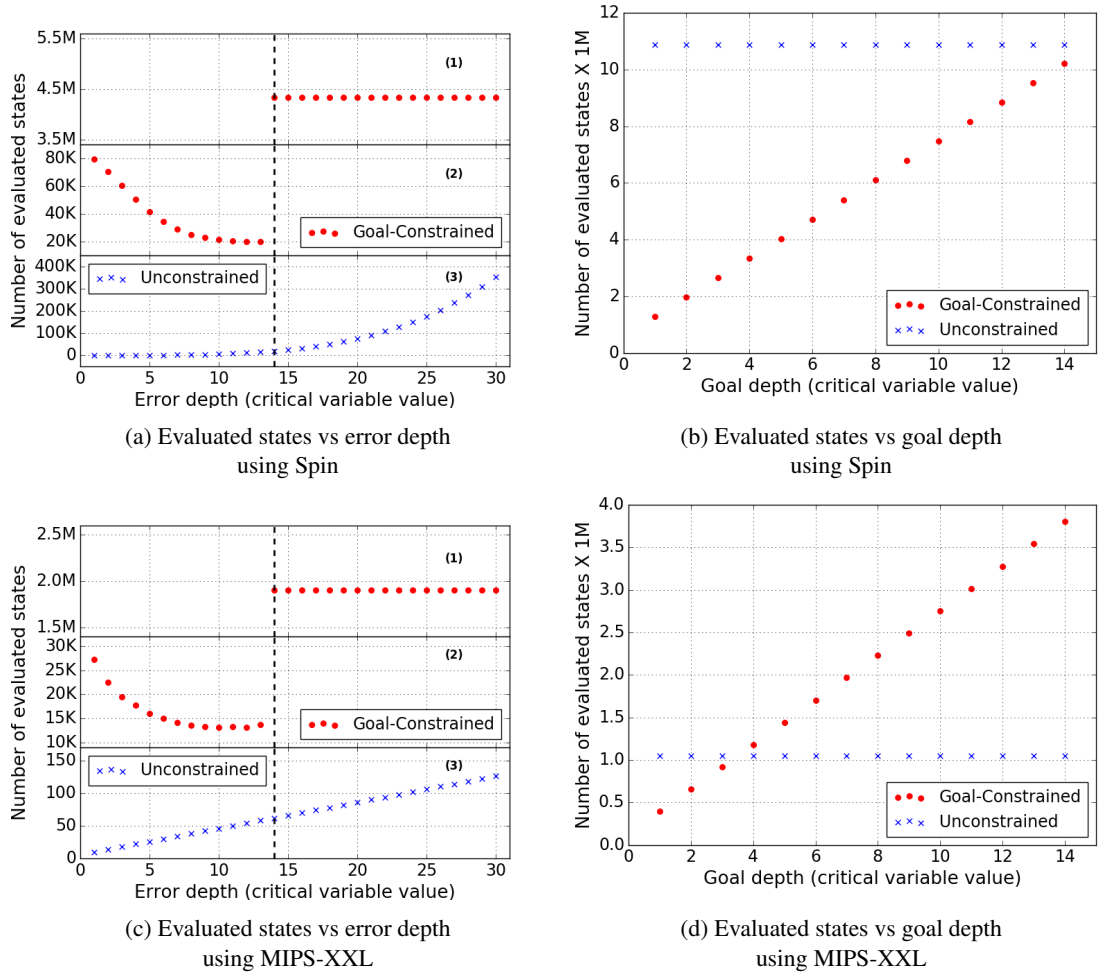 Number of evaluated states
5.5M
4.5M
3.5M
(1)
80K
60K
40K
20K
(2)
Goal-Constrained
400K
300K
200K
100K
0
Unconstrained
(3)
0 5 10 15 20 25 30
Error depth (critical variable value)
(a) Evaluated states vs error depth
using Spin
Number of evaluated states X 1M
12
10
8
6
4
2
0
Goal-Constrained
Unconstrained
0 2 4 6 8 10 12 14
Goal depth (critical variable value)
(b) Evaluated states vs goal depth
using Spin
Number of evaluated states
2.5M
2.0M
1.5M
(1)
30K
25K
20K
15K
10K
(2)
Goal-Constrained
150
100
50
0
Unconstrained
(3)
0 5 10 15 20 25 30
Error depth (critical variable value)
(c) Evaluated states vs error depth
using MIPS-XXL
Number of evaluated states X 1M
4.0
3.5
3.0
2.5
2.0
1.5
1.0
0.5
0.0
Goal-Constrained
Unconstrained
0 2 4 6 8 10 12 14
Goal depth (critical variable value)
(d) Evaluated states vs goal depth
using MIPS-XXL